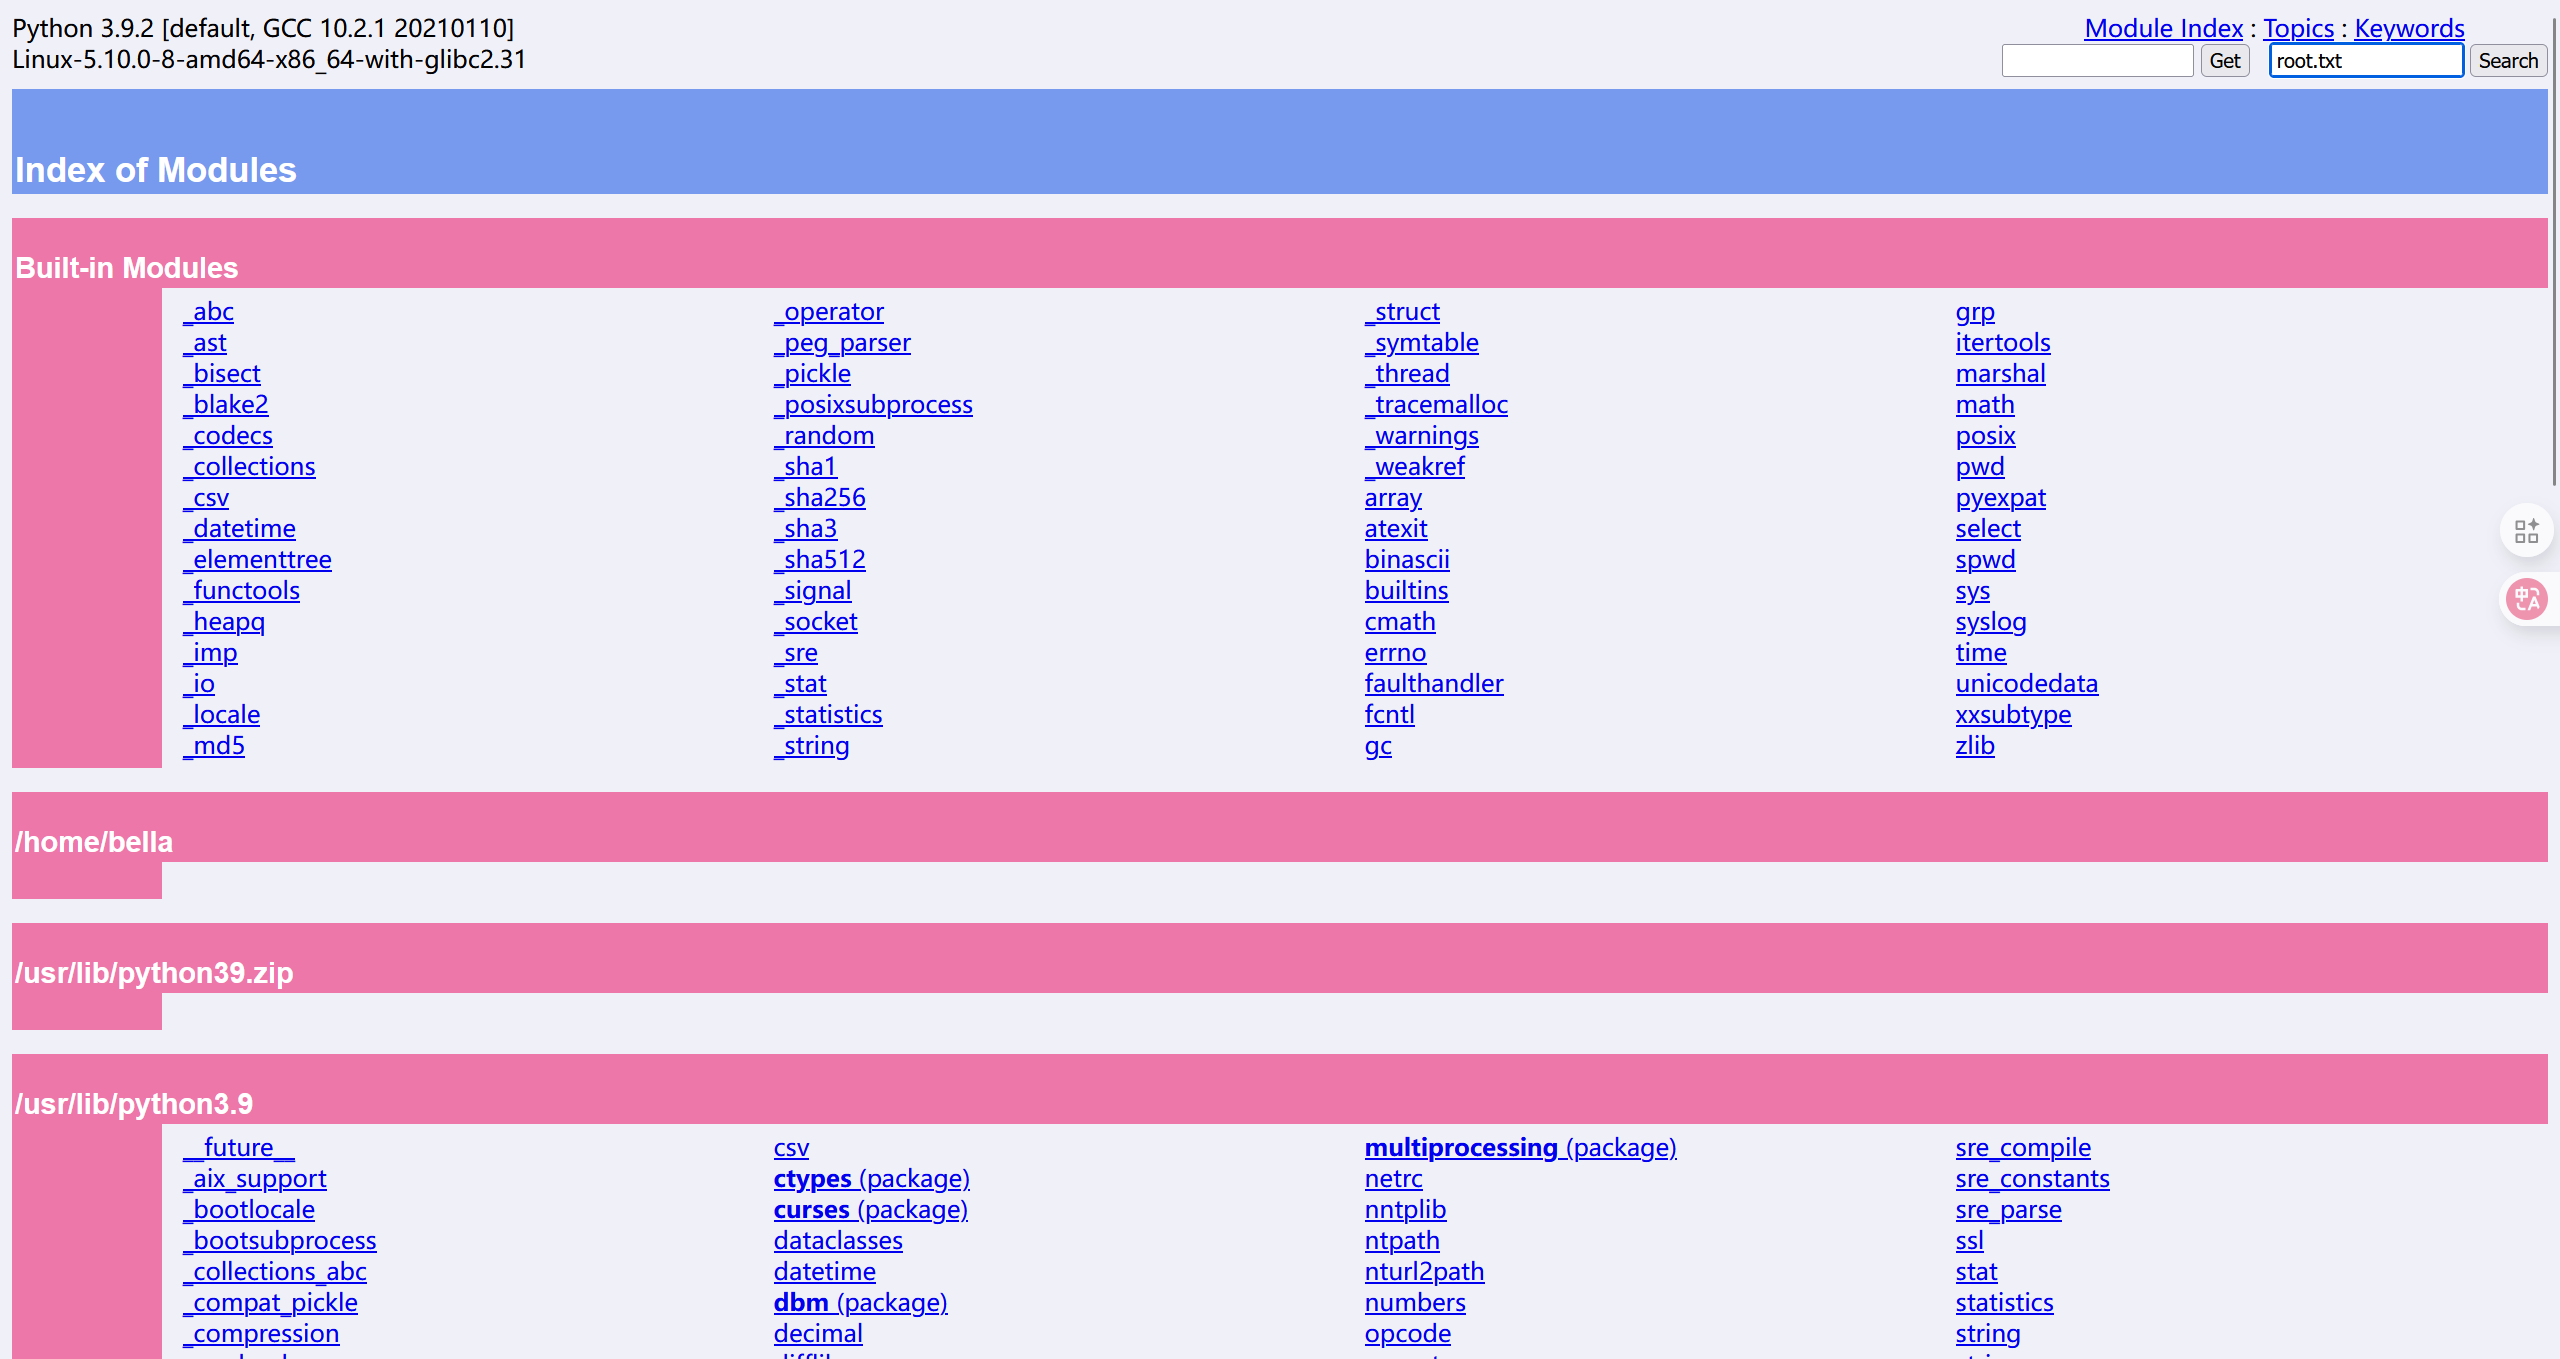 Python 3.9.2 [default, GCC 10.2.1 20210110]
Linux-5.10.0-8-amd64-x86_64-with-glibc2.31
Module Index : Topics : Keywords
Get root.txt Search
Index of Modules
Built-in Modules
_abc _operator _struct grp
_ast _peg_parser _symtable itertools
_bisect _pickle _thread marshal
_blake2 _posixsubprocess _tracemalloc math
_codecs _random _warnings posix
_collections _sha1 _weakref pwd
_csv _sha256 array pyexpat
_datetime _sha3 atexit select
_elementtree _sha512 binascii spwd
_functools _signal builtins sys
_heapq _socket cmath syslog
_imp _sre errno time
_io _stat faulthandler unicodedata
_locale _statistics fcntl xxsubtype
_md5 _string gc zlib
中 A
/home/bella
/usr/lib/python39.zip
/usr/lib/python3.9
__future__ csv multiprocessing (package) sre_compile
_aix_support ctypes (package) netrc sre_constants
_bootlocale curses (package) nntplib sre_parse
_bootsubprocess dataclasses ntpath ssl
_collections_abc datetime nturl2path stat
_compat_pickle dbm (package) numbers statistics
_compression decimal opcode string